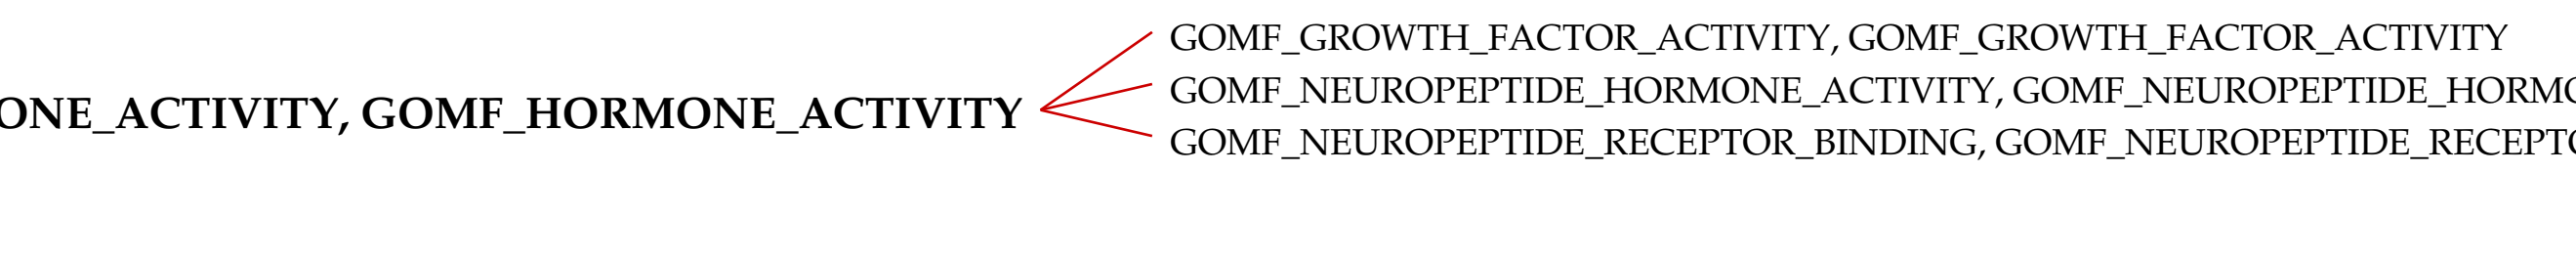 GOMF_GROWTH_FACTOR_ACTIVITY, GOMF_GROWTH_FACTOR_ACTIVITY
GOMF_NEUROPEPTIDE_HORMONE_ACTIVITY, GOMF_NEUROPEPTIDE_HORMO
ONE_ACTIVITY, GOMF_HORMONE_ACTIVITY
GOMF_NEUROPEPTIDE_RECEPTOR_BINDING, GOMF_NEUROPEPTIDE_RECEPTO